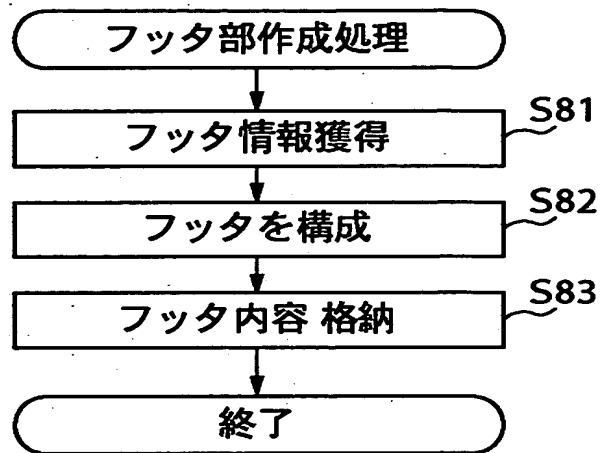 フッタ部作成処理
フッタ情報獲得
S81
フッタを構成
S82
フッタ内容 格納
S83
終了